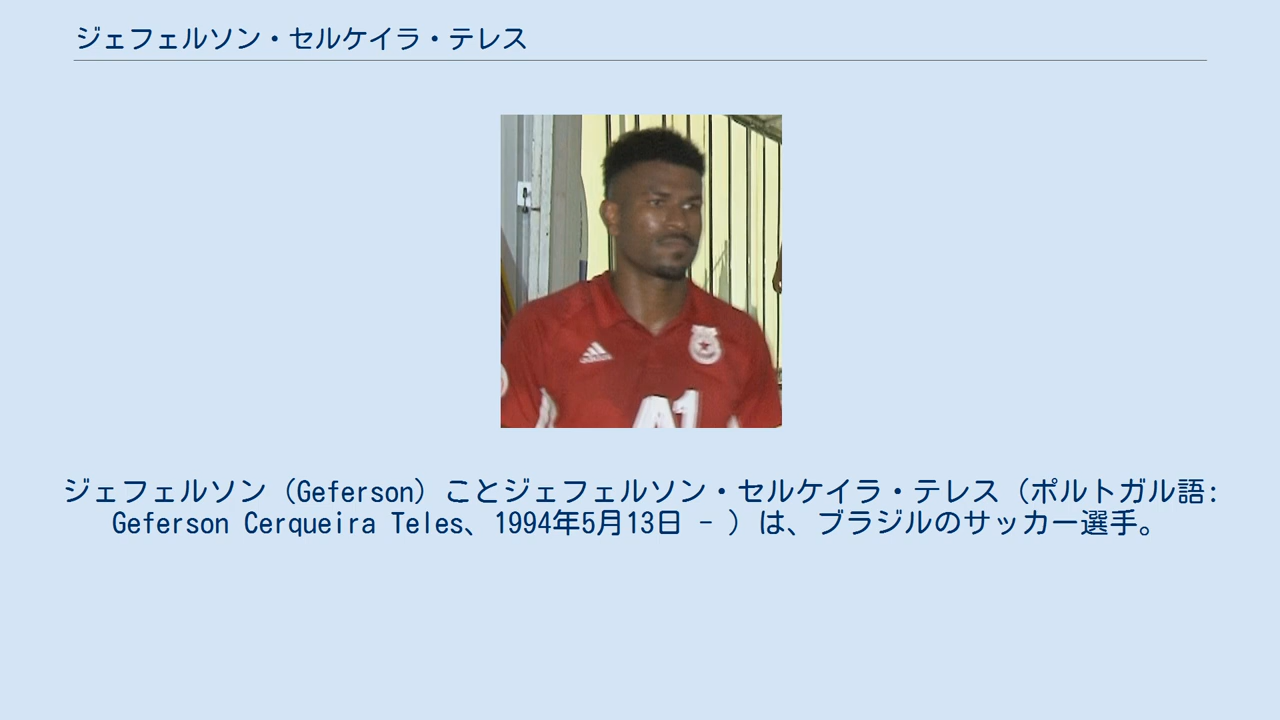 ジェフェルソン・セルケイラ・テレス
A1
ジェフェルソン（Geferson）ことジェフェルソン・セルケイラ・テレス（ポルトガル語:
Geferson Cerqueira Teles、1994年5月13日 - ）は、ブラジルのサッカー選手。